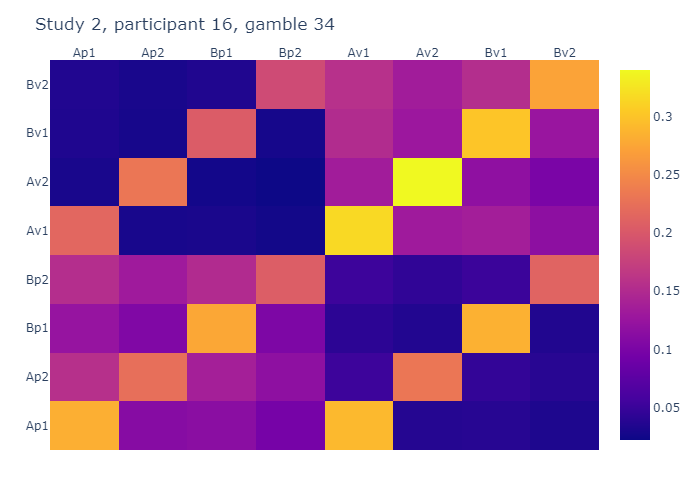 Study 2, participant 16, gamble 34
Ap1 Ap2 Bp1 Bp2 Av1 Av2 Bv1 Bv2
Bv2
Bv1
Av2
Av1
Bp2
Bp1
Ap2
Ap1
0.3
0.25
0.2
0.15
0.1
0.05